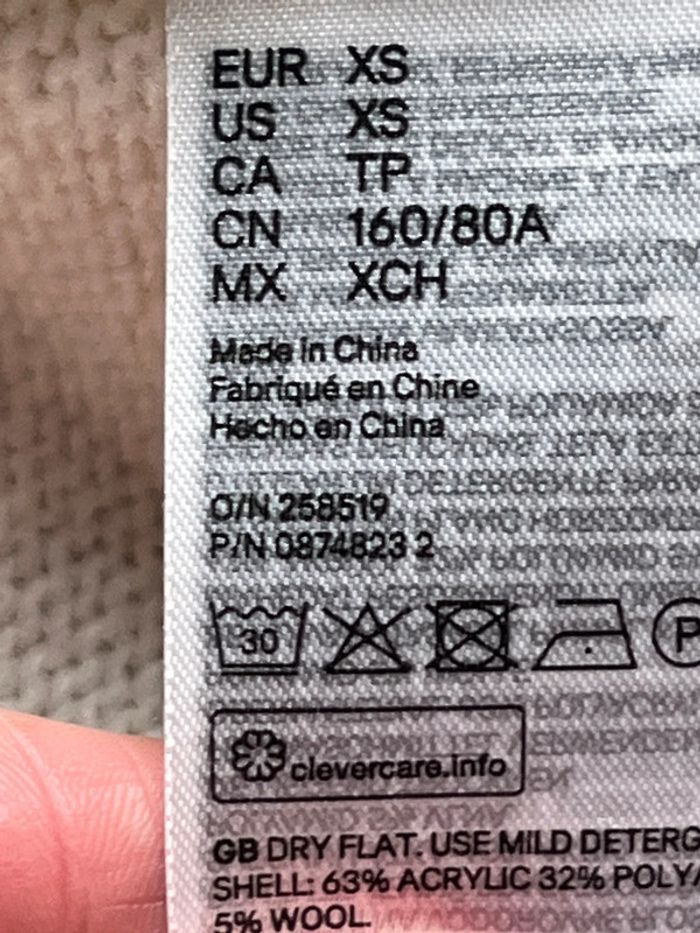 EUR XS
US XS
CA TP
CN 160/80A
MX XCH
Made in China
Fabriqué en Chine
Hecho en China
O/N 258519
P/N 0874823 2
30
P
clevercare.info
GB DRY FLAT. USE MILD DETERG
SHELL: 63% ACRYLIC 32% POLYA
5% WOOL.